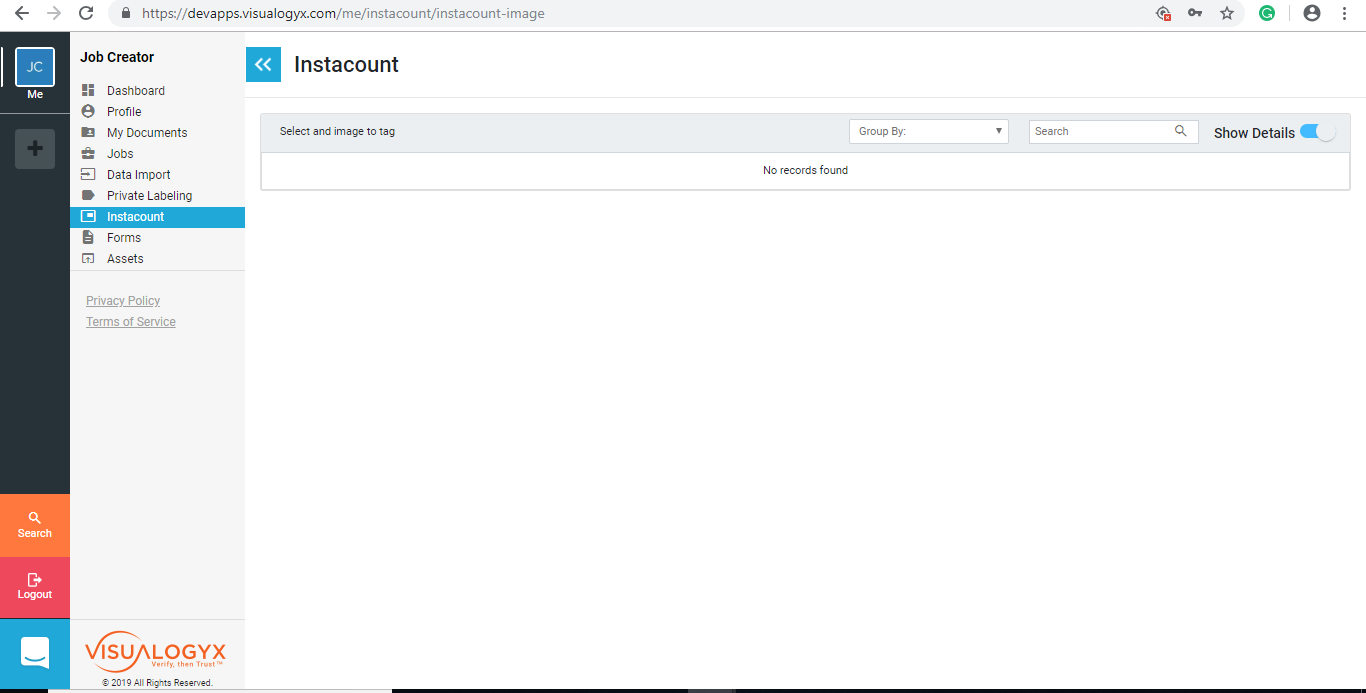 https://devapps.visualogyx.com/me/instacount/instacount-image
JC
Me
Search
Logout
Job Creator
Dashboard
Profile
My Documents
Jobs
Data Import
Private Labeling
Instacount
Forms
Assets
Privacy Policy
Terms of Service
VISUALOGYX
Verify, then Trust™
© 2019 All Rights Reserved.
Instacount
Select and image to tag
Group By:
Search
Show Details
No records found